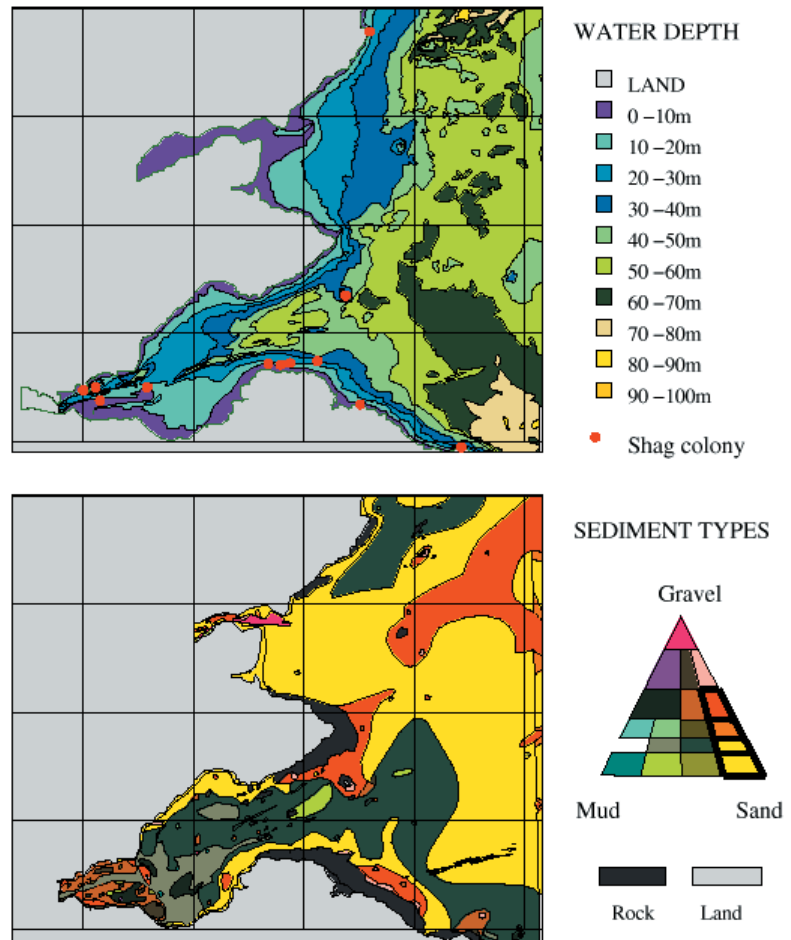 WATER DEPTH
LAND
0 –10m
10 –20m
20 –30m
30 –40m
40 –50m
50 –60m
60 –70m
70 –80m
80 –90m
90 –100m
Shag colony
SEDIMENT TYPES
Gravel
Mud Sand
Rock Land